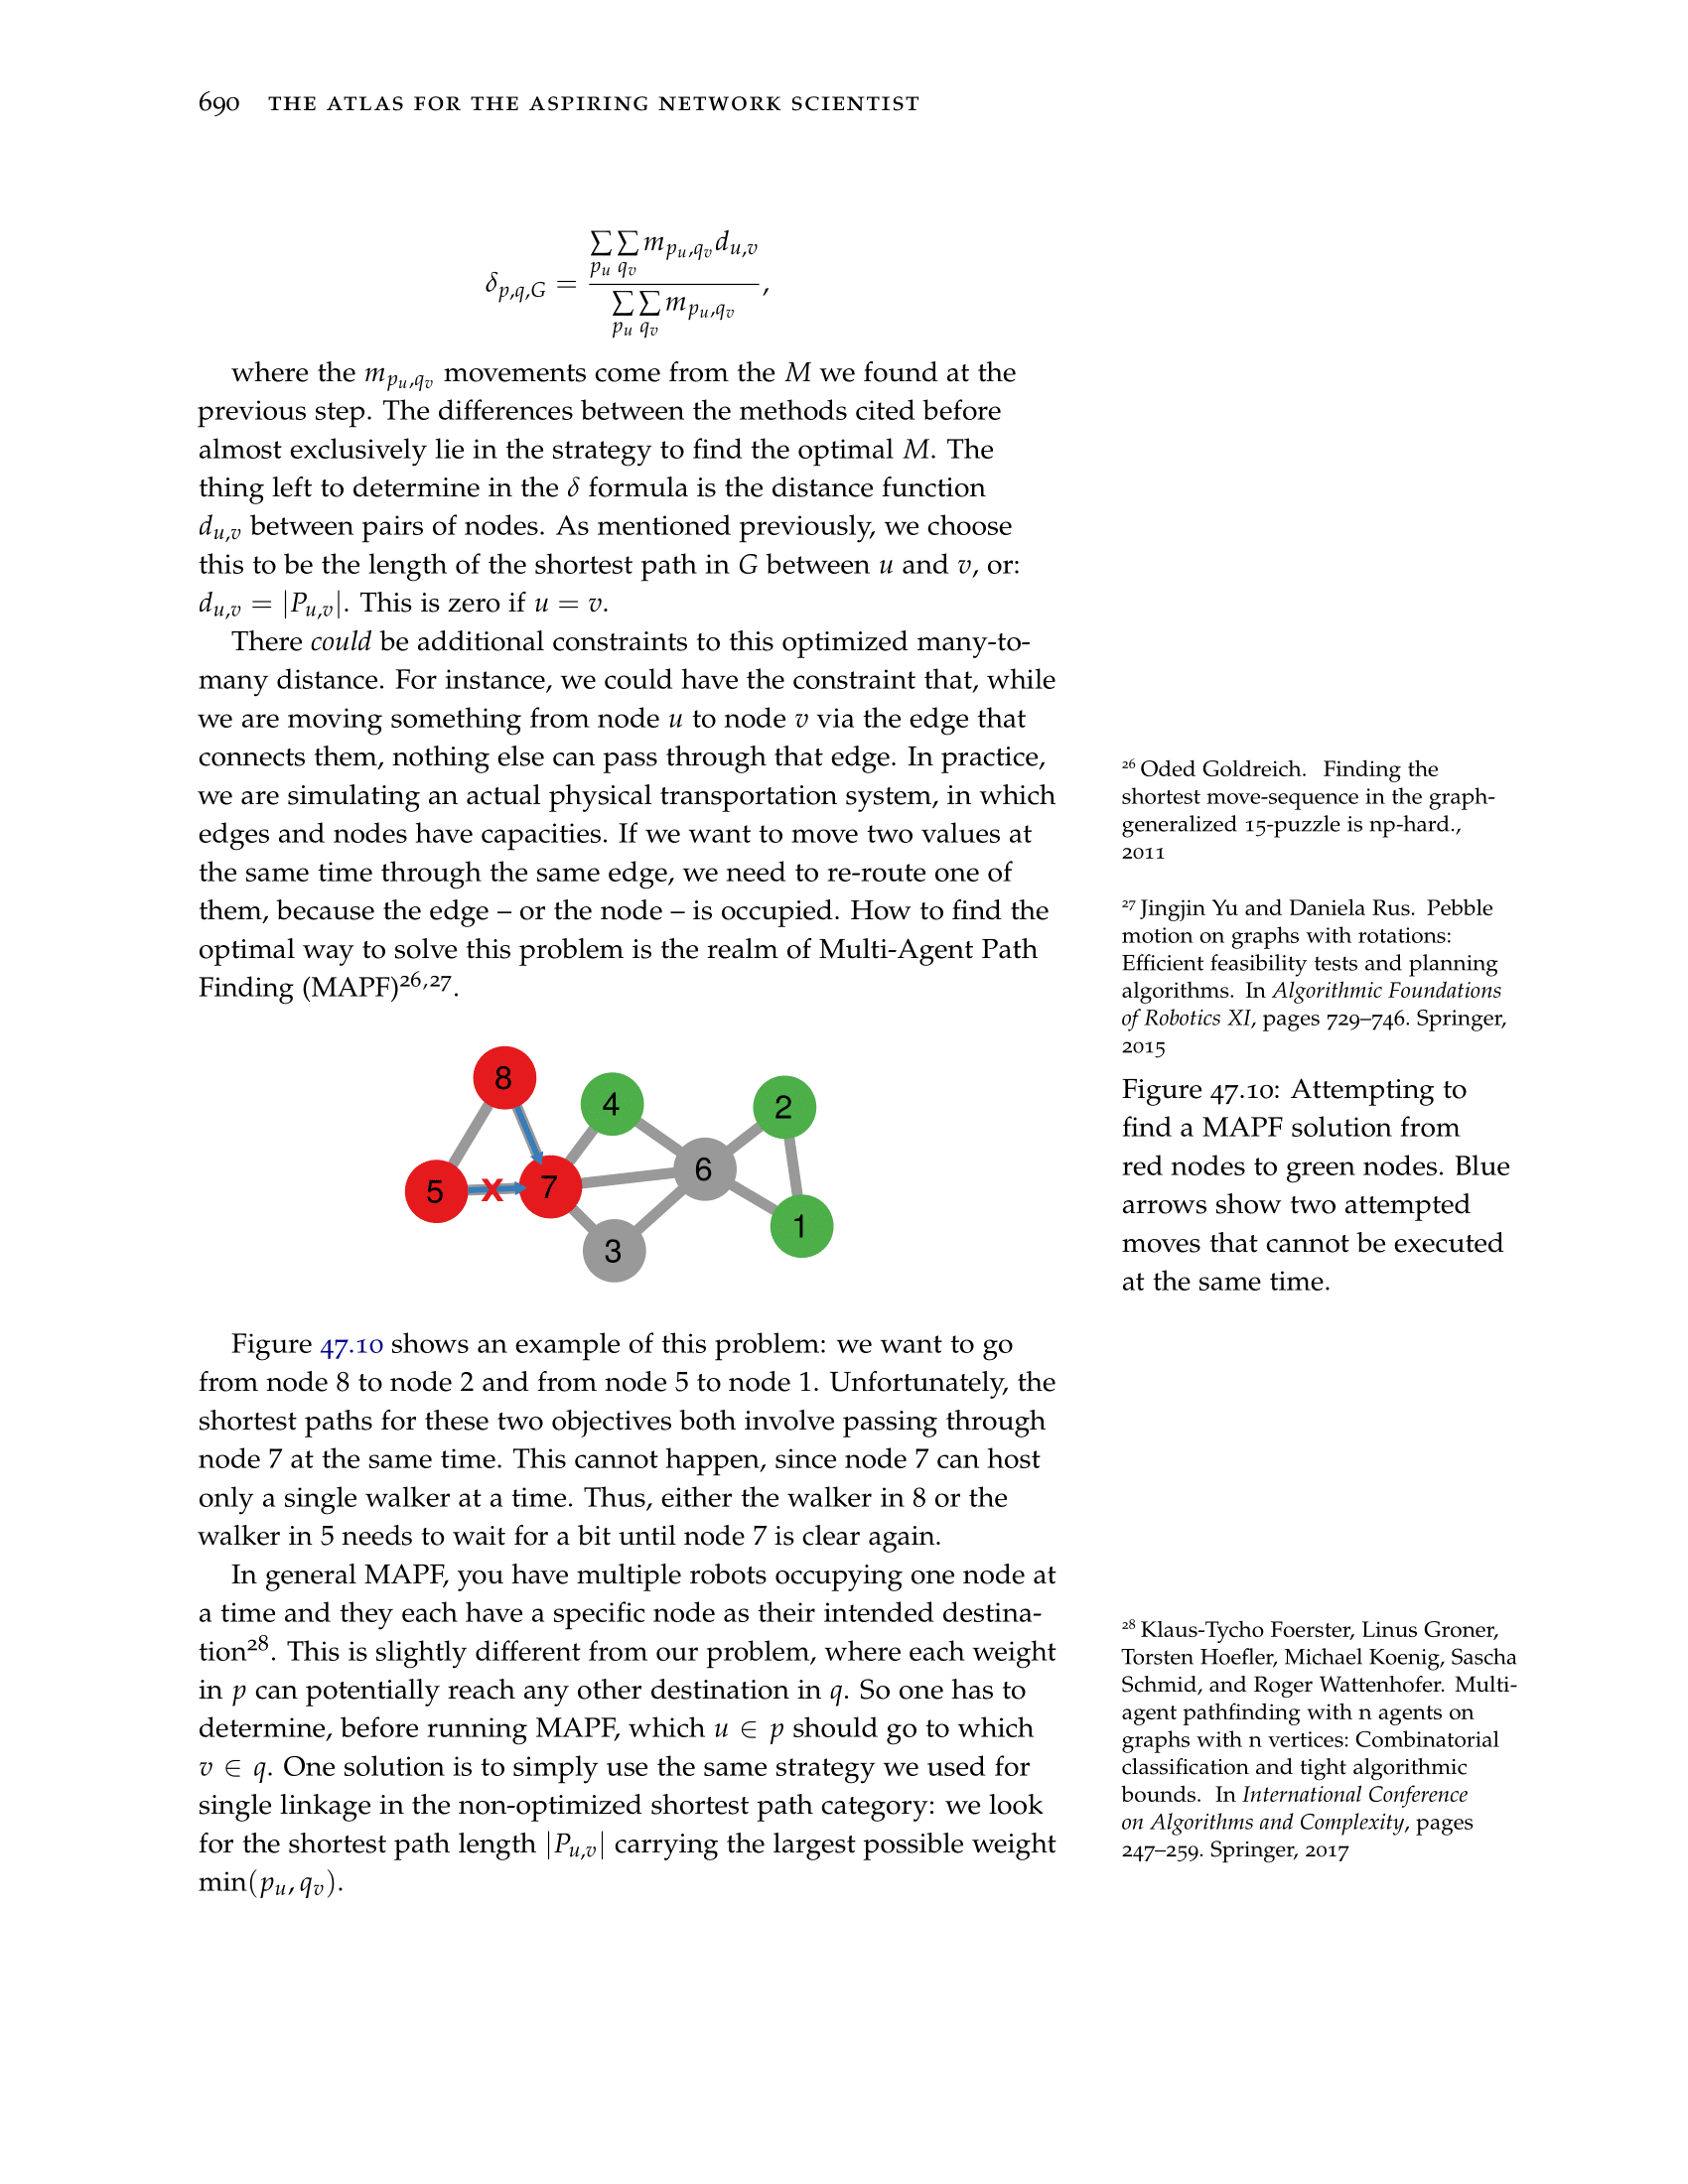 690 THE ATLAS FOR THE ASPIRING NETWORK SCIENTIST
δ_{p,q,G} = \frac{\sum_{p_u} \sum_{q_v} m_{p_u,q_v} d_{u,v}}{\sum_{p_u} \sum_{q_v} m_{p_u,q_v}},
where the m_{p_u,q_v} movements come from the M we found at the
previous step. The differences between the methods cited before
almost exclusively lie in the strategy to find the optimal M. The
thing left to determine in the δ formula is the distance function
d_{u,v} between pairs of nodes. As mentioned previously, we choose
this to be the length of the shortest path in G between u and v, or:
d_{u,v} = |P_{u,v}|. This is zero if u = v.
There could be additional constraints to this optimized many-to-
many distance. For instance, we could have the constraint that, while
we are moving something from node u to node v via the edge that
connects them, nothing else can pass through that edge. In practice,
we are simulating an actual physical transportation system, in which
edges and nodes have capacities. If we want to move two values at
the same time through the same edge, we need to re-route one of
them, because the edge – or the node – is occupied. How to find the
optimal way to solve this problem is the realm of Multi-Agent Path
Finding (MAPF)26,27.
26 Oded Goldreich. Finding the
shortest move-sequence in the graph-
generalized 15-puzzle is np-hard.,
2011
27 Jingjin Yu and Daniela Rus. Pebble
motion on graphs with rotations:
Efficient feasibility tests and planning
algorithms. In Algorithmic Foundations
of Robotics XI, pages 729–746. Springer,
2015
8
4
2
6
5
x
7
1
3
Figure 47.10: Attempting to
find a MAPF solution from
red nodes to green nodes. Blue
arrows show two attempted
moves that cannot be executed
at the same time.
Figure 47.10 shows an example of this problem: we want to go
from node 8 to node 2 and from node 5 to node 1. Unfortunately, the
shortest paths for these two objectives both involve passing through
node 7 at the same time. This cannot happen, since node 7 can host
only a single walker at a time. Thus, either the walker in 8 or the
walker in 5 needs to wait for a bit until node 7 is clear again.
In general MAPF, you have multiple robots occupying one node at
a time and they each have a specific node as their intended destina-
tion28. This is slightly different from our problem, where each weight
in p can potentially reach any other destination in q. So one has to
determine, before running MAPF, which u ∈ p should go to which
v ∈ q. One solution is to simply use the same strategy we used for
single linkage in the non-optimized shortest path category: we look
for the shortest path length |P_{u,v}| carrying the largest possible weight
min(p_u, q_v).
28 Klaus-Tycho Foerster, Linus Groner,
Torsten Hoefler, Michael Koenig, Sascha
Schmid, and Roger Wattenhofer. Multi-
agent pathfinding with n agents on
graphs with n vertices: Combinatorial
classification and tight algorithmic
bounds. In International Conference
on Algorithms and Complexity, pages
247–259. Springer, 2017